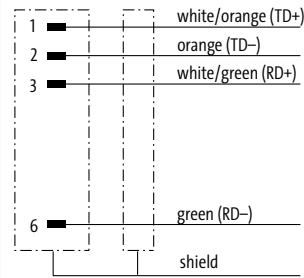 1 white/orange (TD+)
2 orange (TD–)
3 white/green (RD+)
6 green (RD–)
shield